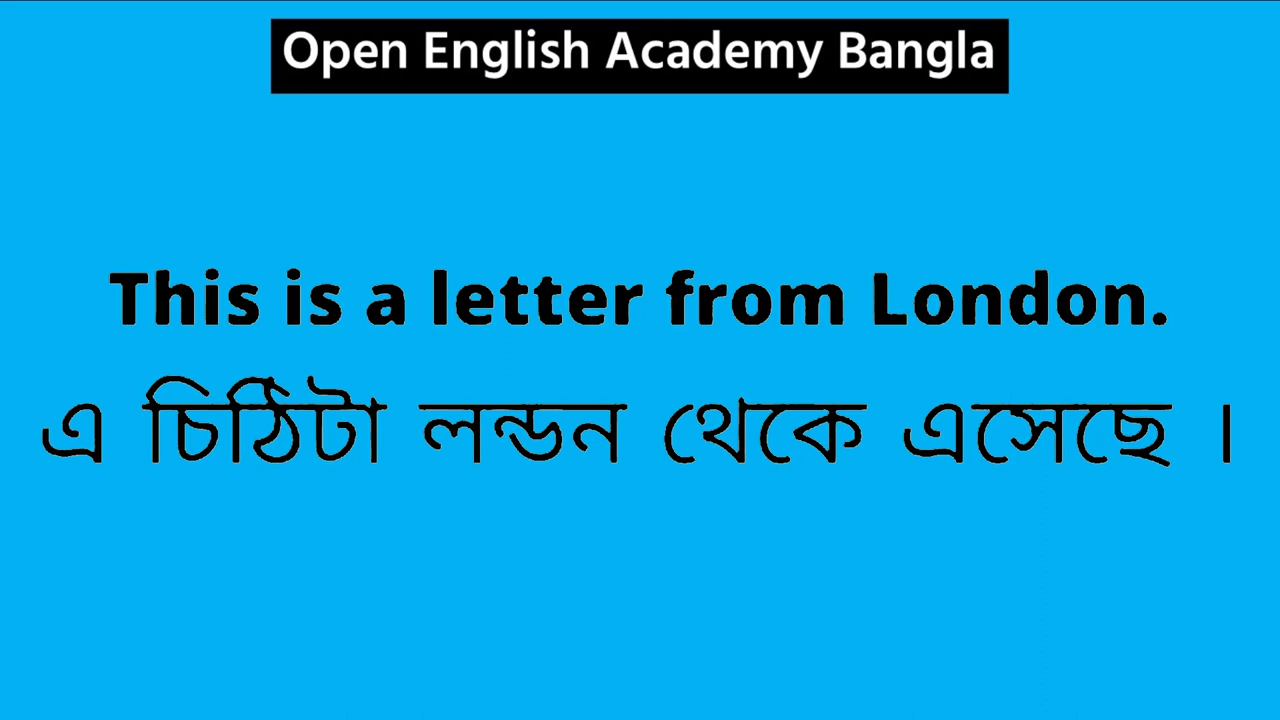 Open English Academy Bangla
This is a letter from London.
এ চিঠিটা লন্ডন থেকে এসেছে ।